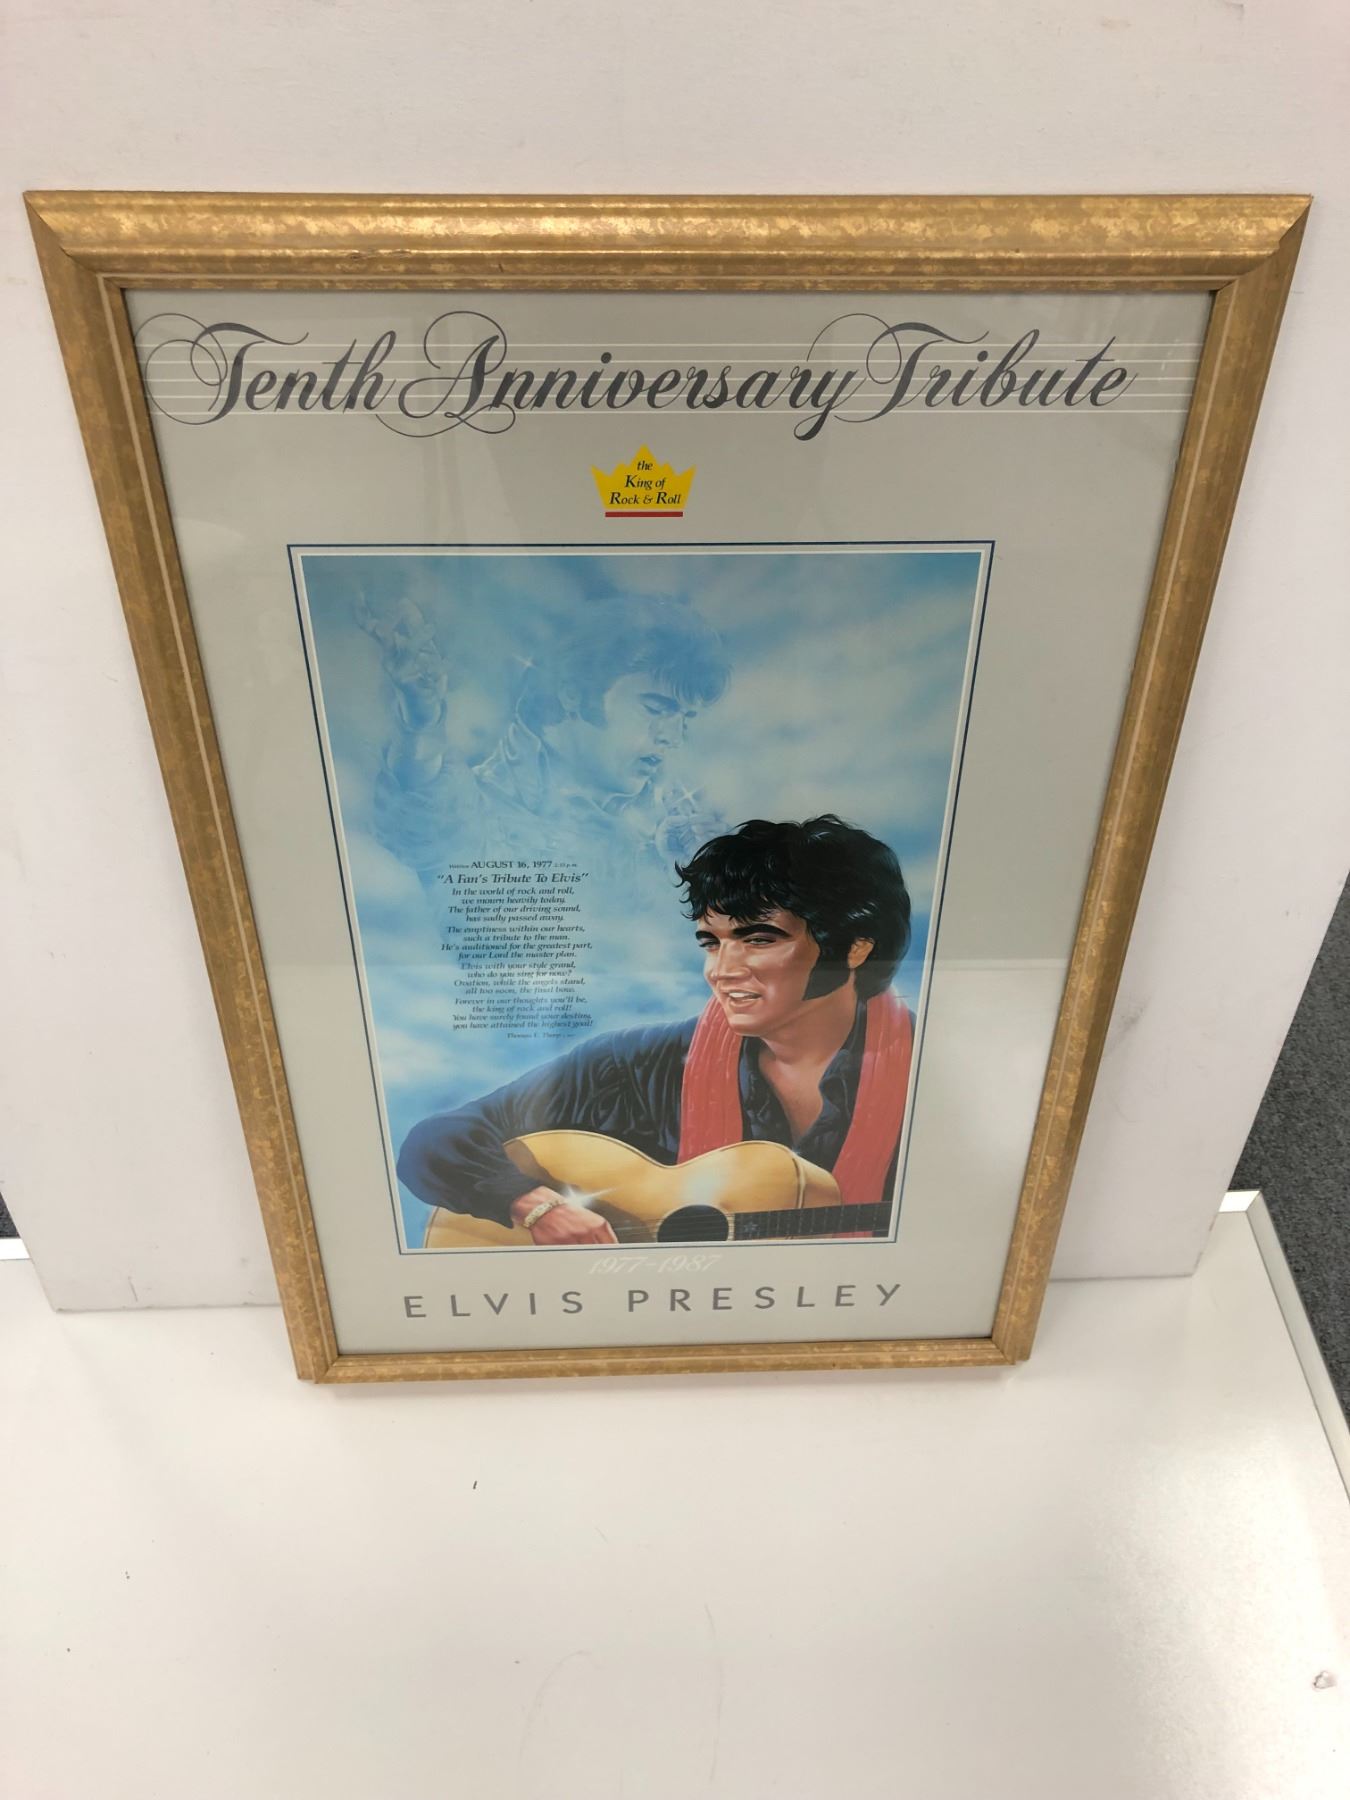 Tenth Anniversary Tribute
the
King of
Rock & Roll
Written AUGUST 16, 1977 p.m.
"A Fan's Tribute To Elvis"
In the world of rock and roll,
we mourn heavily today.
The father of our driving sound,
has sadly passed away.
The emptiness within our hearts,
such a tribute to the man.
He's auditioned for the greatest part,
for our Lord the master plan.
Elvis with your style grand,
who do you sing for now?
Ovation, while the angels stand,
all too soon, the final bow.
Forever in our thoughts you'll be,
the king of rock and roll!
You have surely found your destiny,
you have attained the highest goal!
Thomas E.
1977-1987
ELVIS PRESLEY